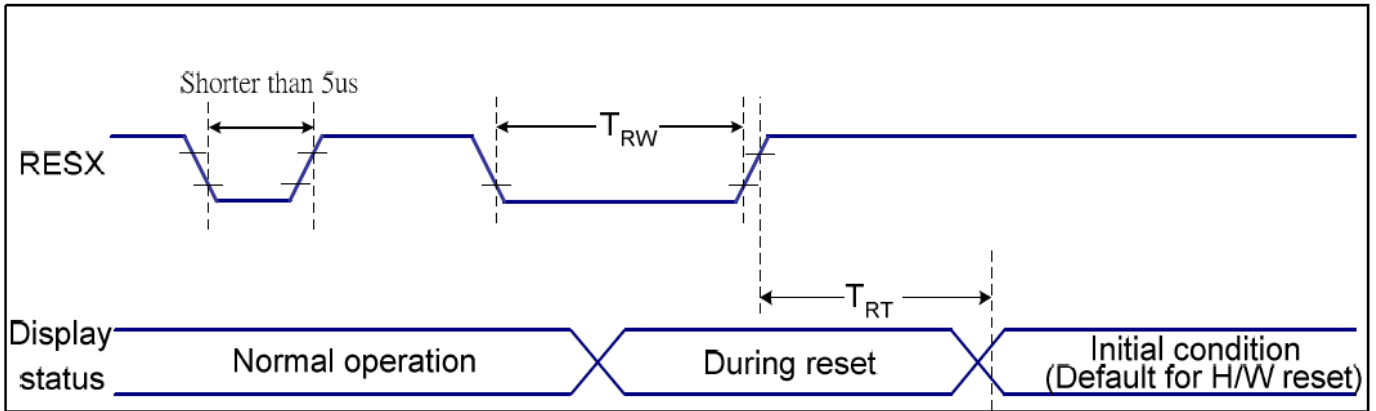 Shorter than 5us
TRW
RESX
TRT
Display
status
Normal operation
During reset
Initial condition
(Default for H/W reset)